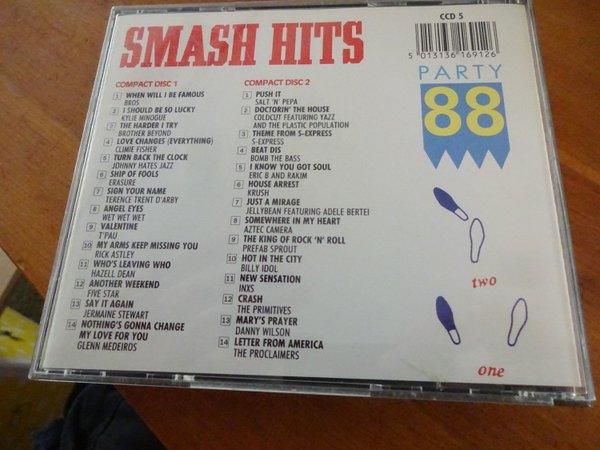 SMASH HITS
CCD 5
5 013136 169126
PARTY
88
COMPACT DISC 1
1 WHEN WILL I BE FAMOUS
BROS
2 I SHOULD BE SO LUCKY
KYLIE MINOGUE
3 THE HARDER I TRY
BROTHER BEYOND
4 LOVE CHANGES (EVERYTHING)
CLIMIE FISHER
5 TURN BACK THE CLOCK
JOHNNY HATES JAZZ
6 SHIP OF FOOLS
ERASURE
7 SIGN YOUR NAME
TERENCE TRENT D'ARBY
8 ANGEL EYES
WET WET WET
9 VALENTINE
T'PAU
10 MY ARMS KEEP MISSING YOU
RICK ASTLEY
11 WHO'S LEAVING WHO
HAZELL DEAN
12 ANOTHER WEEKEND
FIVE STAR
13 SAY IT AGAIN
JERMAINE STEWART
14 NOTHING'S GONNA CHANGE
MY LOVE FOR YOU
GLENN MEDEIROS
COMPACT DISC 2
1 PUSH IT
SALT 'N' PEPA
2 DOCTORIN' THE HOUSE
COLDCUT FEATURING YAZZ
AND THE PLASTIC POPULATION
3 THEME FROM S-EXPRESS
S-EXPRESS
4 BEAT DIS
BOMB THE BASS
5 I KNOW YOU GOT SOUL
ERIC B AND RAKIM
6 HOUSE ARREST
KRUSH
7 JUST A MIRAGE
JELLYBEAN FEATURING ADELE BERTEI
8 SOMEWHERE IN MY HEART
AZTEC CAMERA
9 THE KING OF ROCK 'N' ROLL
PREFAB SPROUT
10 HOT IN THE CITY
BILLY IDOL
11 NEW SENSATION
INXS
12 CRASH
THE PRIMITIVES
13 MARY'S PRAYER
DANNY WILSON
14 LETTER FROM AMERICA
THE PROCLAIMERS
two
one